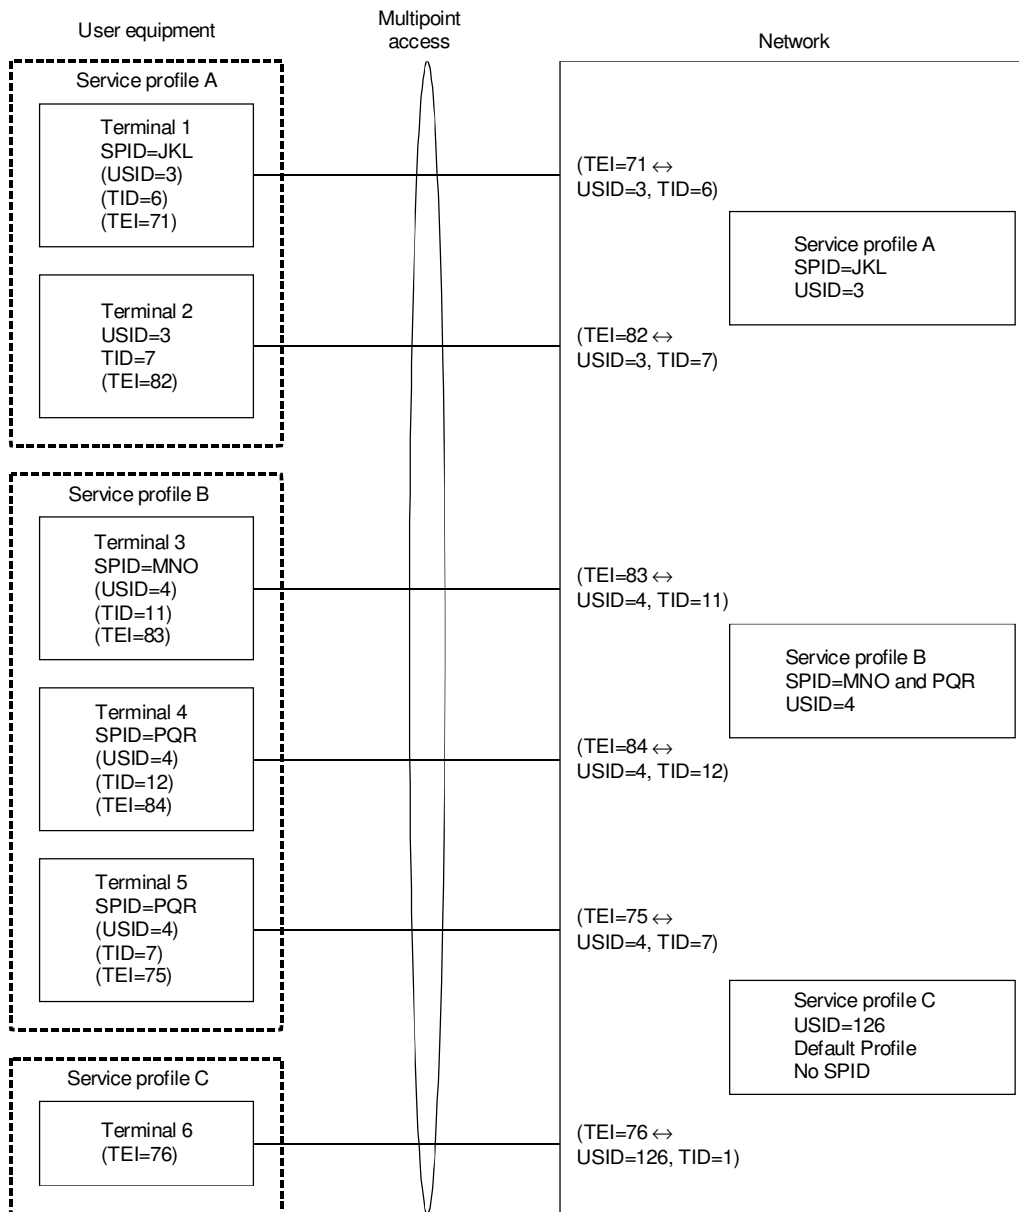 User equipment
Multipoint
access
Network
Service profile A
Terminal 1
SPID=JKL
(USID=3)
(TID=6)
(TEI=71)
(TEI=71 ↔
USID=3, TID=6)
Service profile A
SPID=JKL
USID=3
Terminal 2
USID=3
TID=7
(TEI=82)
(TEI=82 ↔
USID=3, TID=7)
Service profile B
Terminal 3
SPID=MNO
(USID=4)
(TID=11)
(TEI=83)
(TEI=83 ↔
USID=4, TID=11)
Service profile B
SPID=MNO and PQR
USID=4
Terminal 4
SPID=PQR
(USID=4)
(TID=12)
(TEI=84)
(TEI=84 ↔
USID=4, TID=12)
Terminal 5
SPID=PQR
(USID=4)
(TID=7)
(TEI=75)
(TEI=75 ↔
USID=4, TID=7)
Service profile C
USID=126
Default Profile
No SPID
Service profile C
Terminal 6
(TEI=76)
(TEI=76 ↔
USID=126, TID=1)